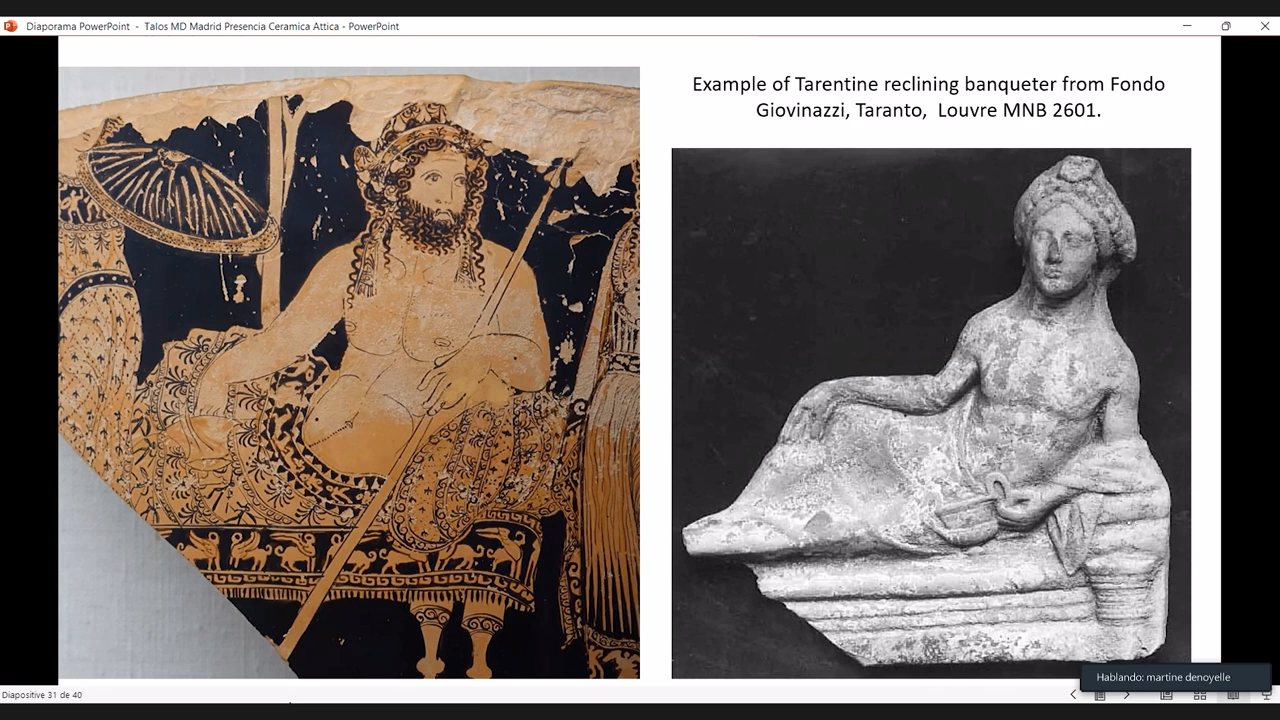 Diaporama PowerPoint - Talos MD Madrid Presencia Ceramica Attica - PowerPoint
Example of Tarentine reclining banqueter from Fondo
Giovinazzi, Taranto, Louvre MNB 2601.
Hablando: martine denoyelle
Diapositive 31 de 40